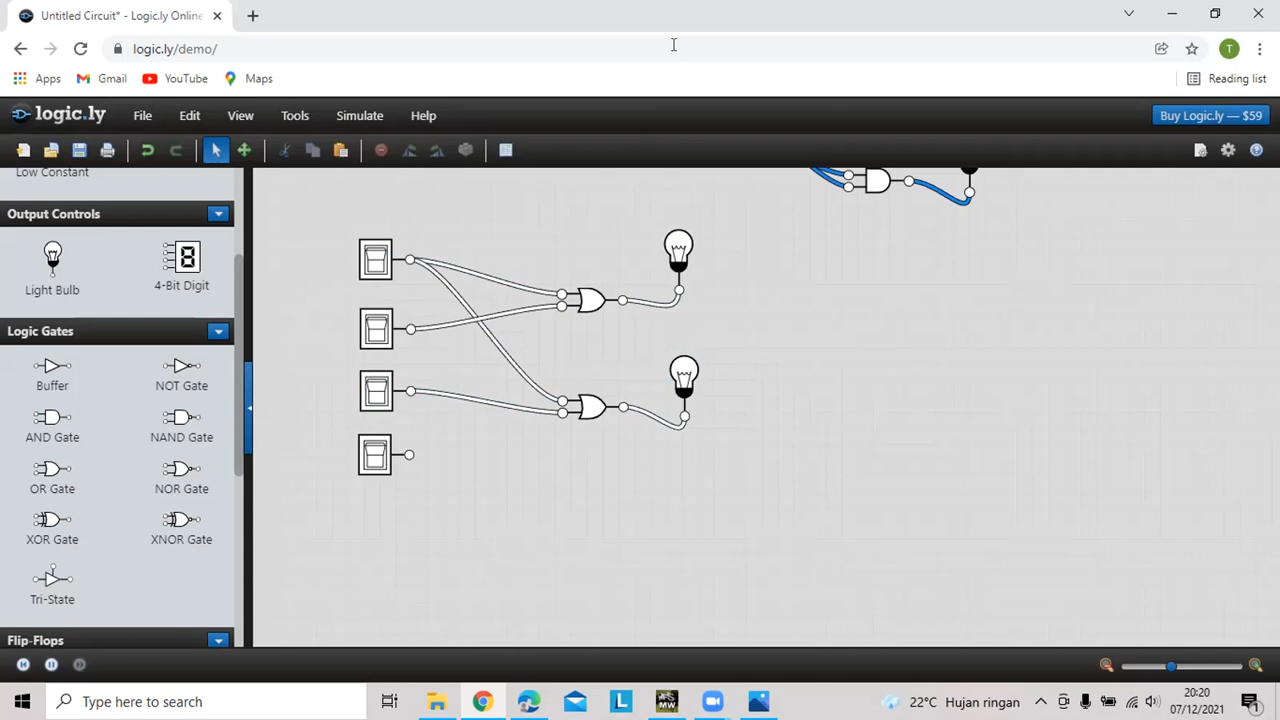 Untitled Circuit* - Logic.ly Online
logic.ly/demo/
T
Apps
Gmail
YouTube
Maps
Reading list
logic.ly
File
Edit
View
Tools
Simulate
Help
Buy Logic.ly — $59
Low Constant
Output Controls
Light Bulb
4-Bit Digit
Logic Gates
Buffer
NOT Gate
AND Gate
NAND Gate
OR Gate
NOR Gate
XOR Gate
XNOR Gate
Tri-State
Flip-Flops
Type here to search
L
MW
22°C Hujan ringan
20:20
07/12/2021
1